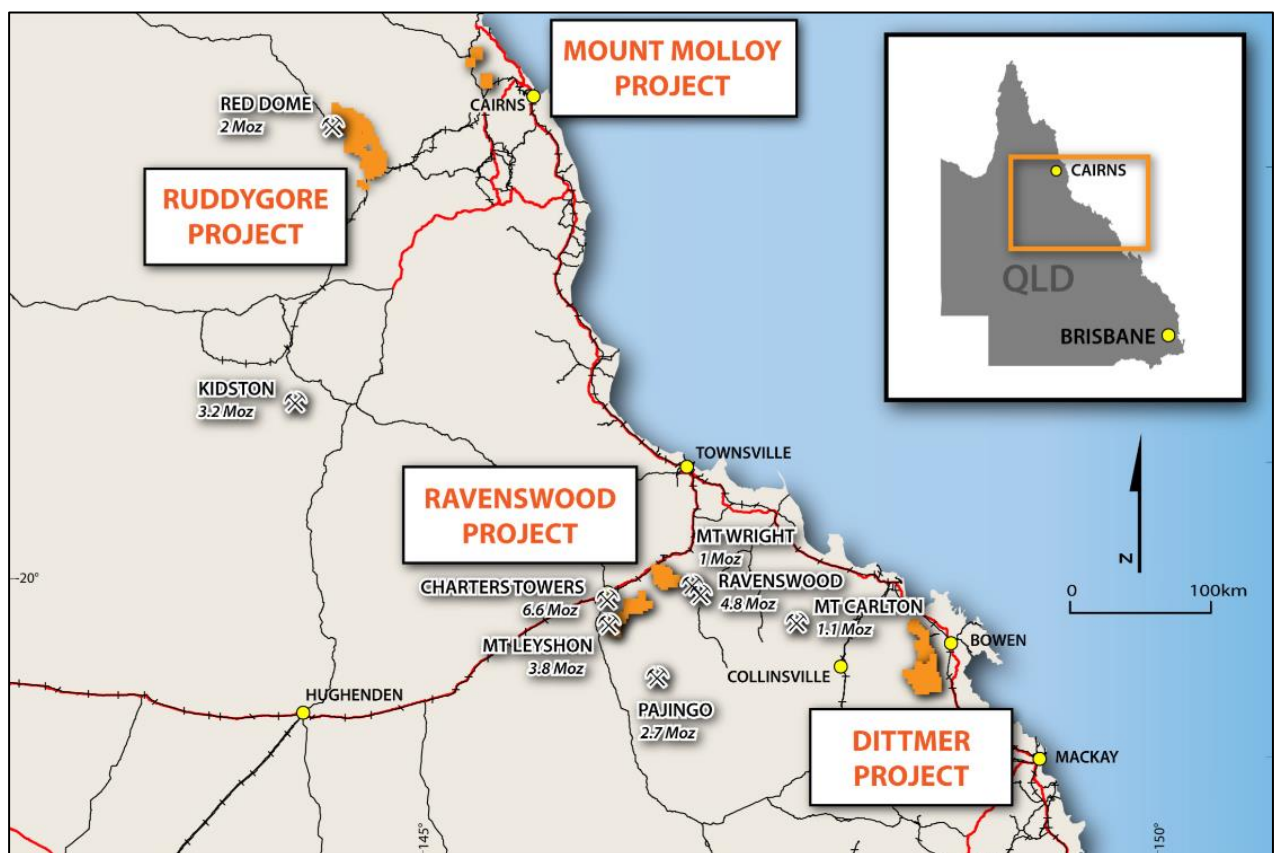 MOUNT MOLLOY
PROJECT
CAIRNS
RED DOME
2 Moz
RUDDYGORE
PROJECT
CAIRNS
QLD
BRISBANE
KIDSTON
3.2 Moz
TOWNSVILLE
RAVENSWOOD
PROJECT
MT WRIGHT
1 Moz
CHARTERS TOWERS
6.6 Moz
RAVENSWOOD
4.8 Moz
MT CARLTON
1.1 Moz
MT LEYSHON
3.8 Moz
BOWEN
COLLINSVILLE
PAJINGO
2.7 Moz
HUGHENDEN
DITTMER
PROJECT
MACKAY
N
0 100km
20°
145°
150°